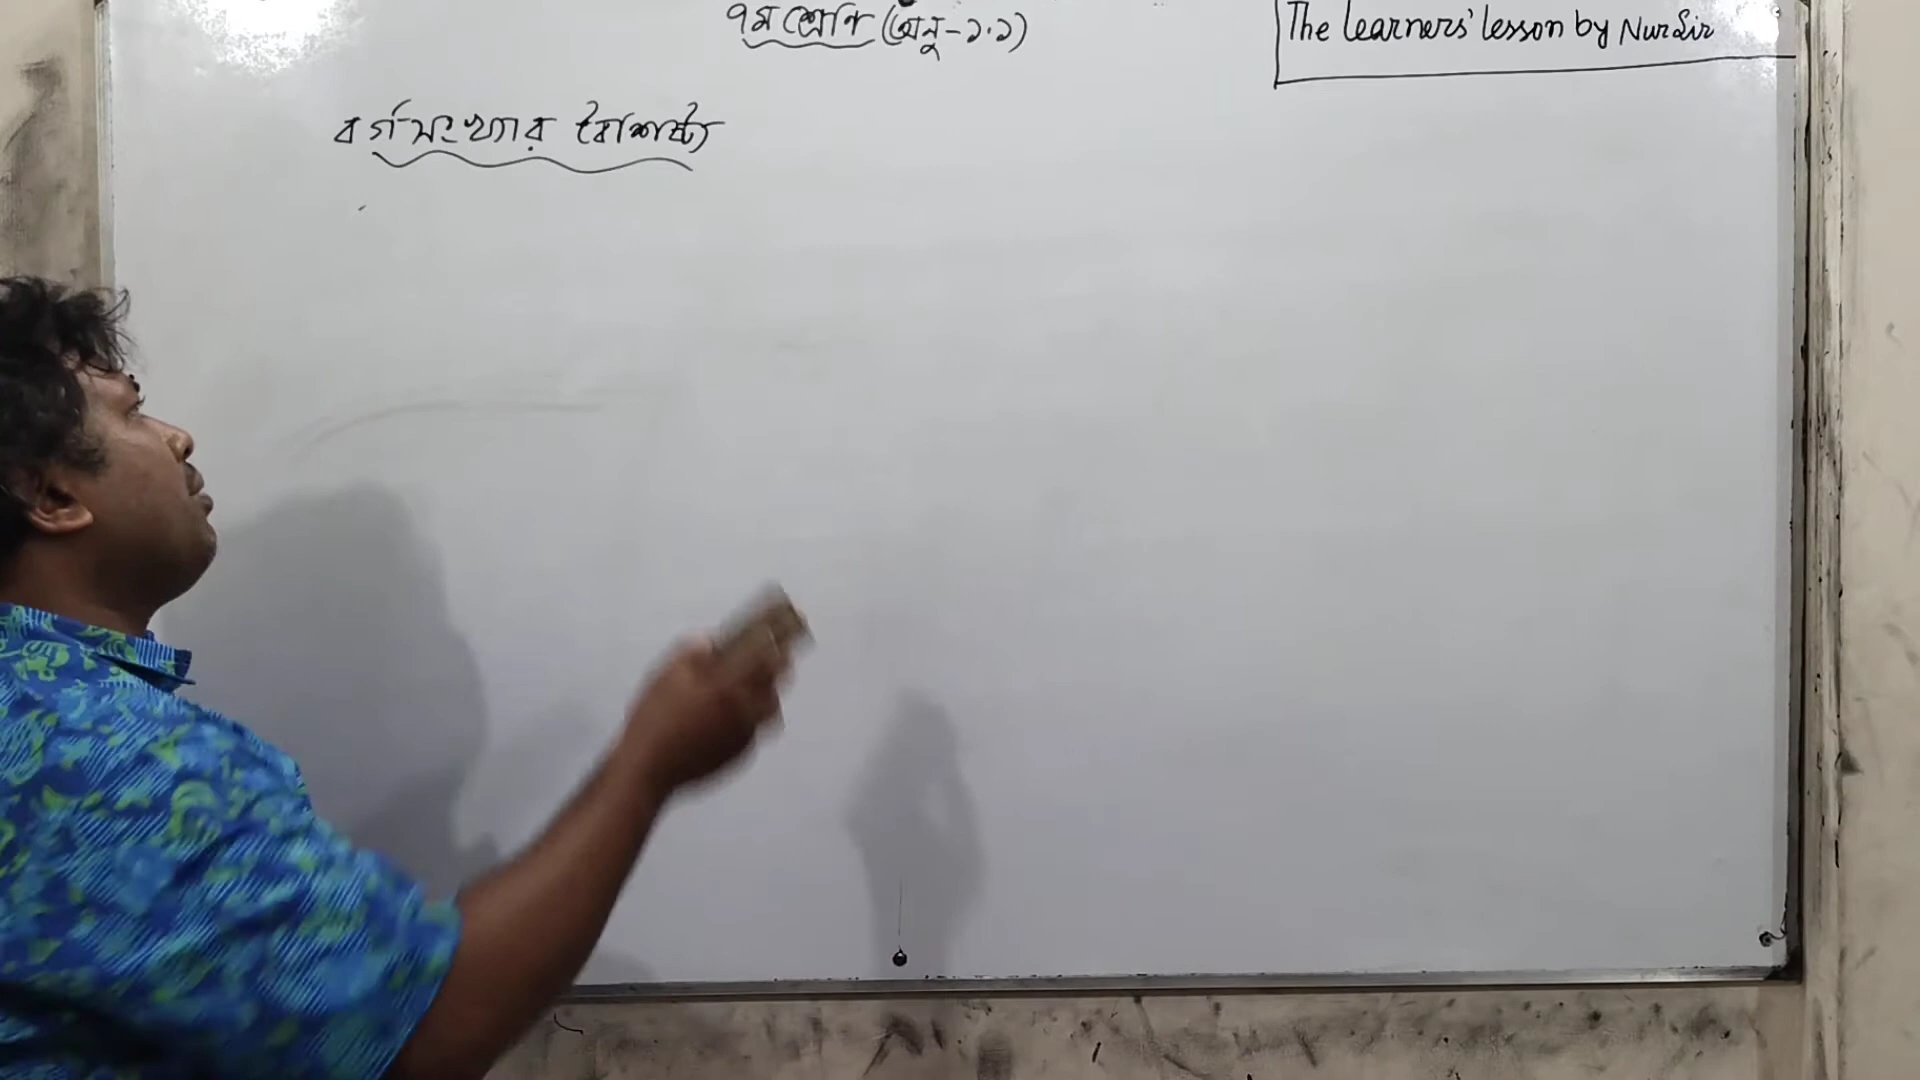 ৭ম শ্রেণি (অনু-১.১)
The learners' lesson by Nur Sir
বর্গসংখ্যার বৈশিষ্ট্য